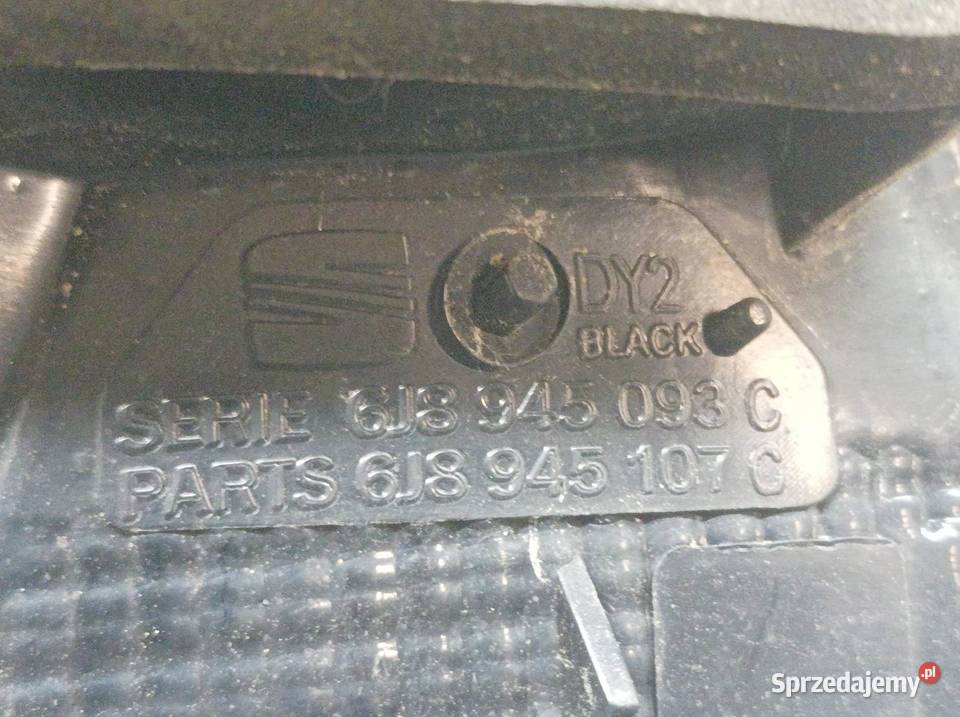 DY2
BLACK
SERIE 6J8 945 093 C
PARTS 6J8 945 107 C
Sprzedajemy.pl